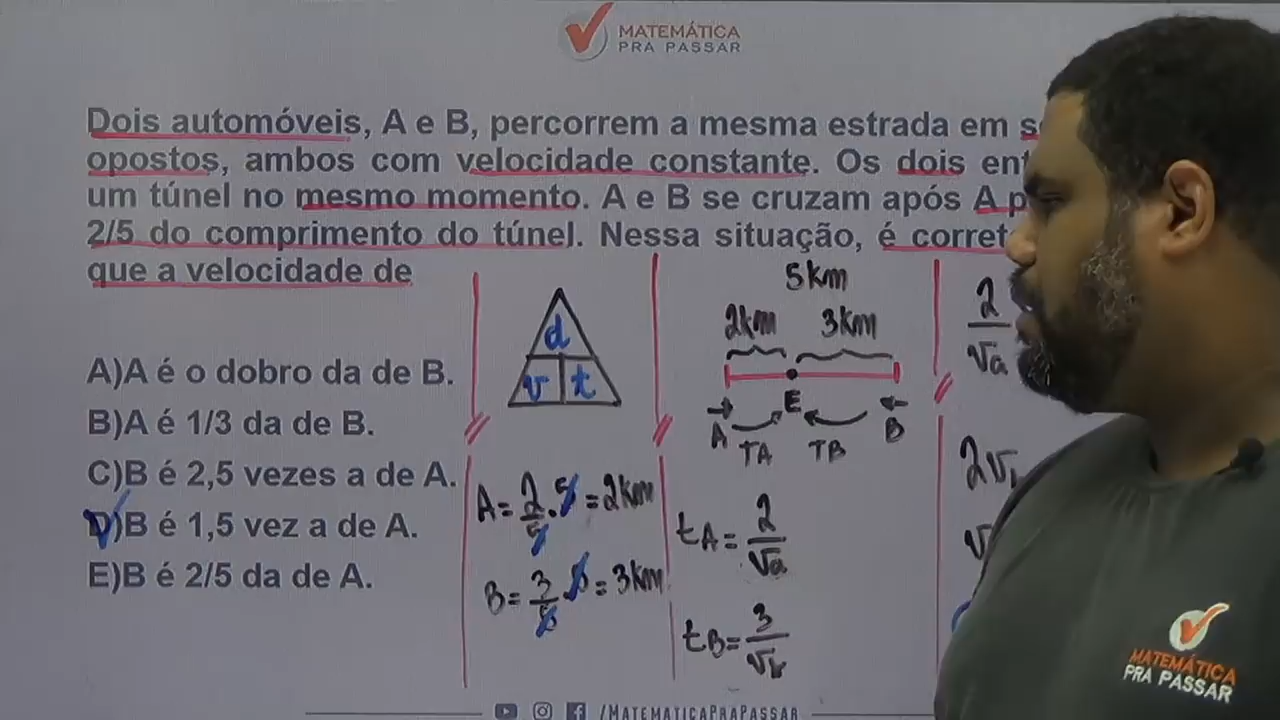 MATEMÁTICA
PRA PASSAR
Dois automóveis, A e B, percorrem a mesma estrada em
opostos, ambos com velocidade constante. Os dois
um túnel no mesmo momento. A e B se cruzam após A
2/5 do comprimento do túnel. Nessa situação, é
que a velocidade de
A)A é o dobro da de B.
B)A é 1/3 da de B.
C)B é 2,5 vezes a de A.
D)B é 1,5 vez a de A.
E)B é 2/5 da de A.
d
v t
A = 2/5 . 5 = 2km
B = 3/5 . 5 = 3km
5km
2km 3km
A E B
TA TB
tA = 2/Va
tB = 3/Vb
2/Va
2V
V
MATEMÁTICA
PRA PASSAR
/MATEMATICAPRAPASSAR